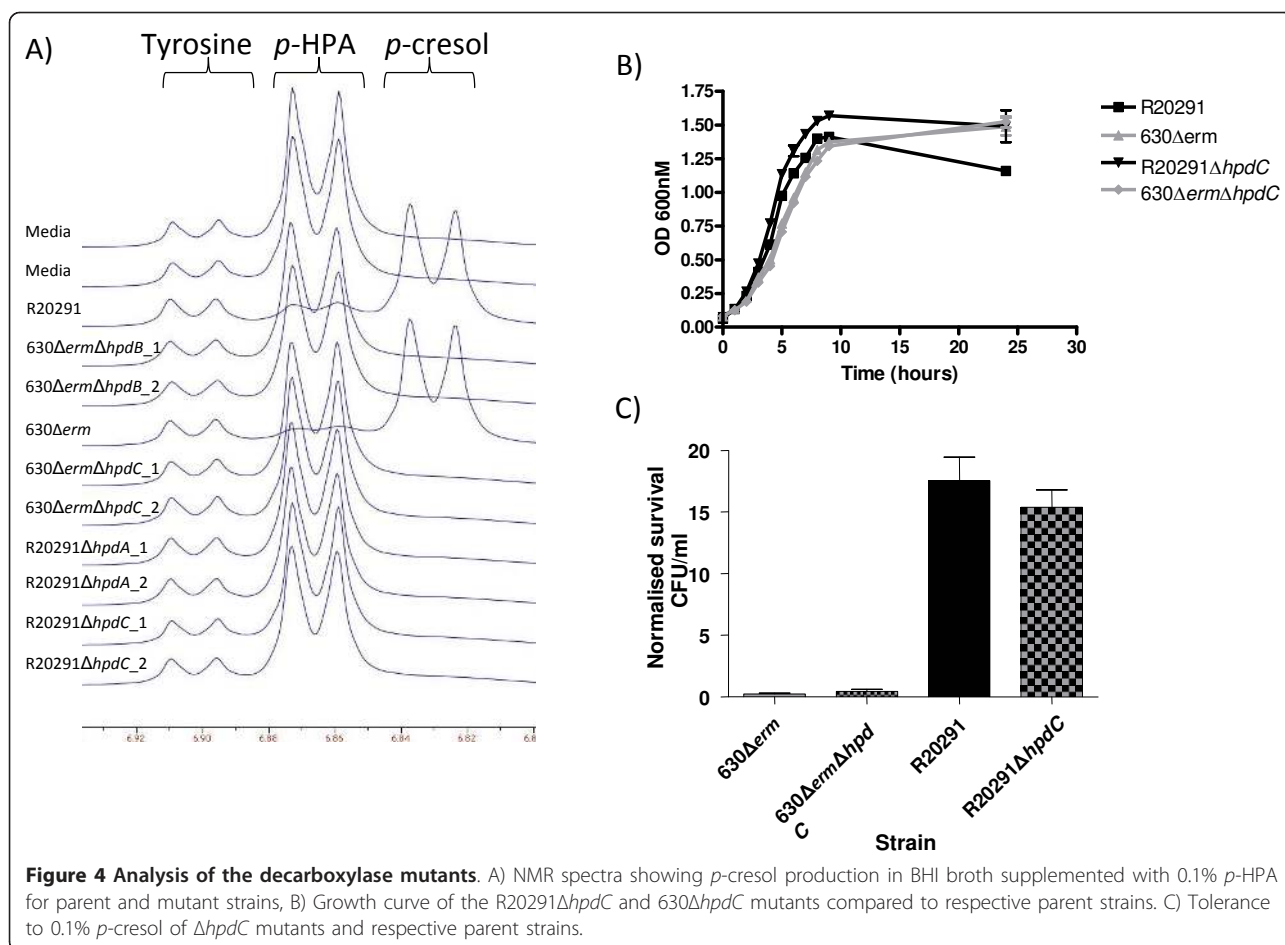 A)
Tyrosine p-HPA p-cresol
Media
Media
R20291
630ΔermΔhpdB_1
630ΔermΔhpdB_2
630Δerm
630ΔermΔhpdC_1
630ΔermΔhpdC_2
R20291ΔhpdA_1
R20291ΔhpdA_2
R20291ΔhpdC_1
R20291ΔhpdC_2
6.92 6.90 6.88 6.86 6.84 6.82 6.8
B)
OD 600nM
1.75
1.50
1.25
1.00
0.75
0.50
0.25
0.00
0 5 10 15 20 25 30
Time (hours)
R20291
630Δerm
R20291ΔhpdC
630ΔermΔhpdC
C)
Normalised survival
CFU/ml
20
15
10
5
0
630Δerm
630ΔermΔhpd
C
R20291
R20291ΔhpdC
Strain
Figure 4 Analysis of the decarboxylase mutants. A) NMR spectra showing p-cresol production in BHI broth supplemented with 0.1% p-HPA
for parent and mutant strains, B) Growth curve of the R20291ΔhpdC and 630ΔhpdC mutants compared to respective parent strains. C) Tolerance
to 0.1% p-cresol of ΔhpdC mutants and respective parent strains.